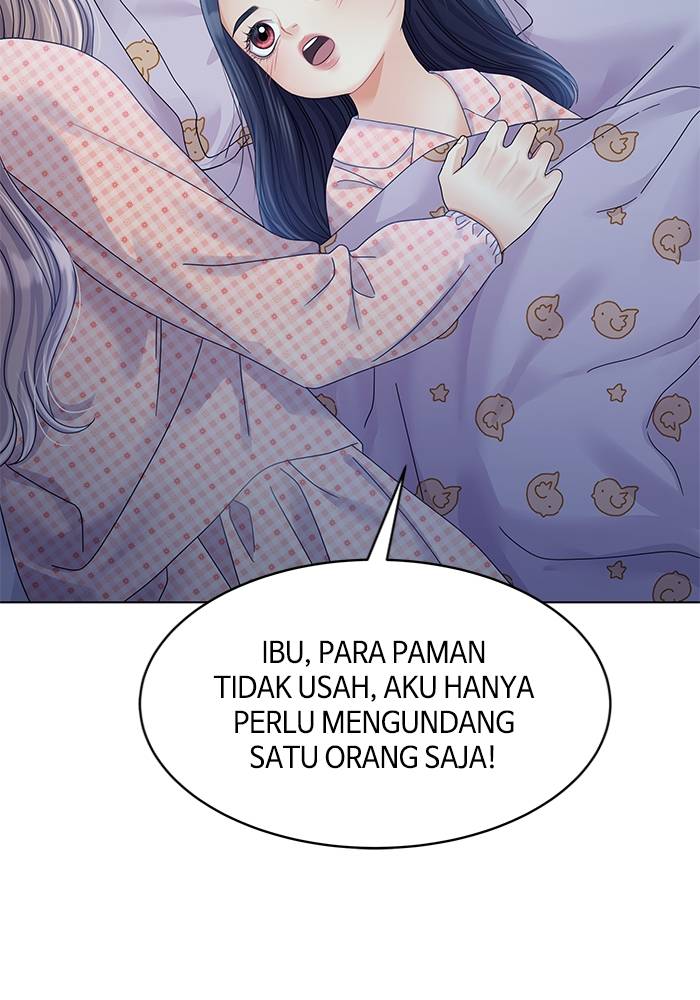 IBU, PARA PAMAN
TIDAK USAH, AKU HANYA
PERLU MENGUNDANG
SATU ORANG SAJA!